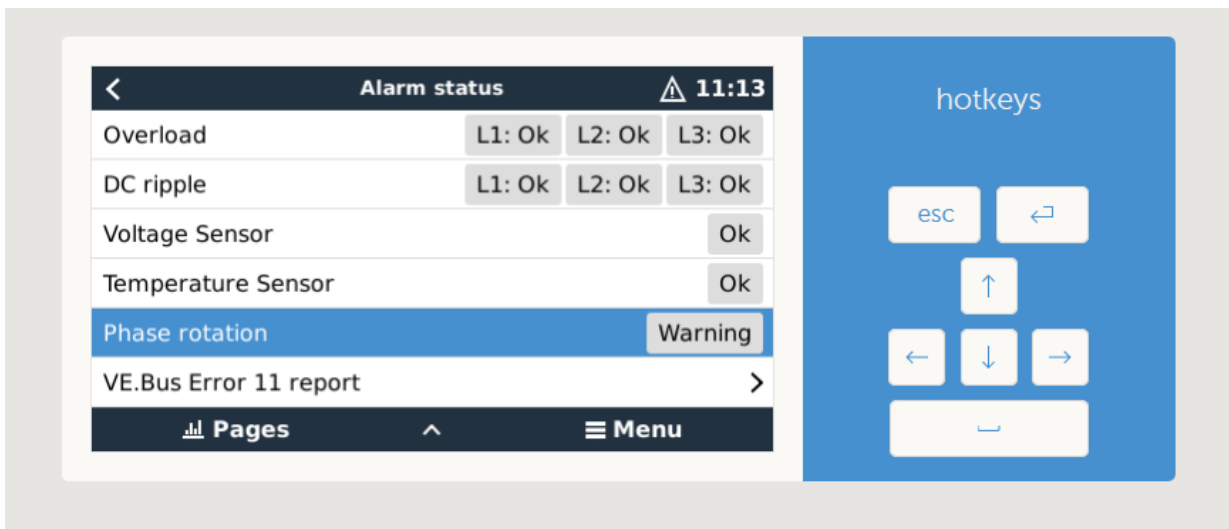 Alarm status 11:13
Overload L1: Ok L2: Ok L3: Ok
DC ripple L1: Ok L2: Ok L3: Ok
Voltage Sensor Ok
Temperature Sensor Ok
Phase rotation Warning
VE.Bus Error 11 report
Pages Menu
hotkeys
esc